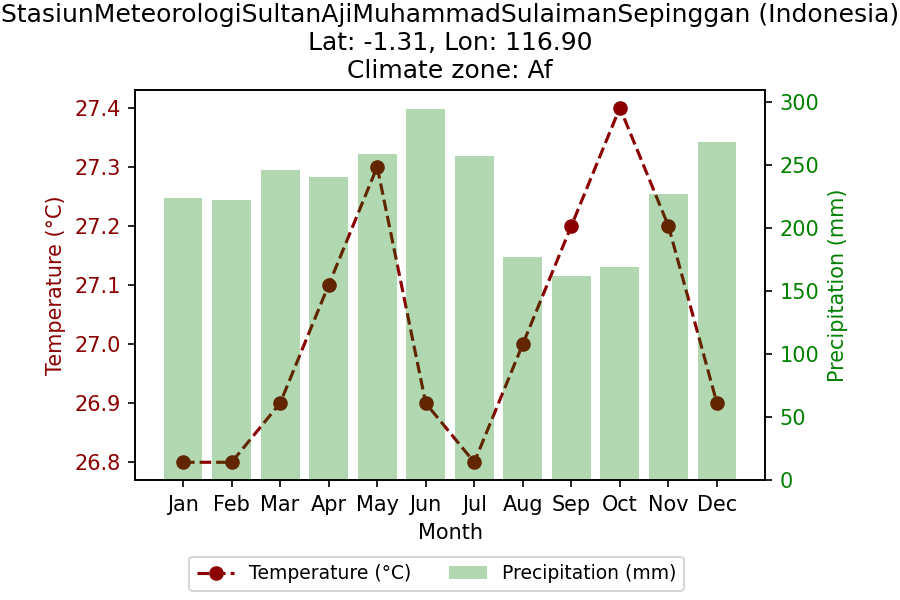 StasiunMeteorologiSultanAjiMuhammadSulaimanSepinggan (Indonesia)
Lat: -1.31, Lon: 116.90
Climate zone: Af
Temperature (°C)
27.4
27.3
27.2
27.1
27.0
26.9
26.8
300
250
200
150
100
50
0
Precipitation (mm)
Jan Feb Mar Apr May Jun Jul Aug Sep Oct Nov Dec
Month
Temperature (°C) Precipitation (mm)